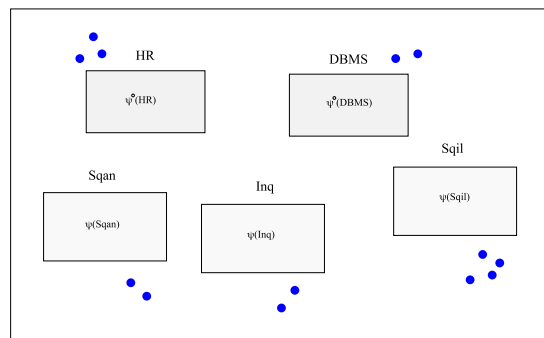 HR
DBMS
ψ°(HR)
ψ°(DBMS)
Sqil
Sqan
Inq
ψ(Sqil)
ψ(Sqan)
ψ(Inq)